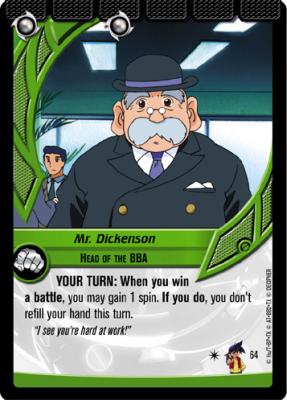 Mr. Dickenson
HEAD OF THE BBA
YOUR TURN: When you win
a battle, you may gain 1 spin. If you do, you don't
refill your hand this turn.
"I see you're hard at work!"
64